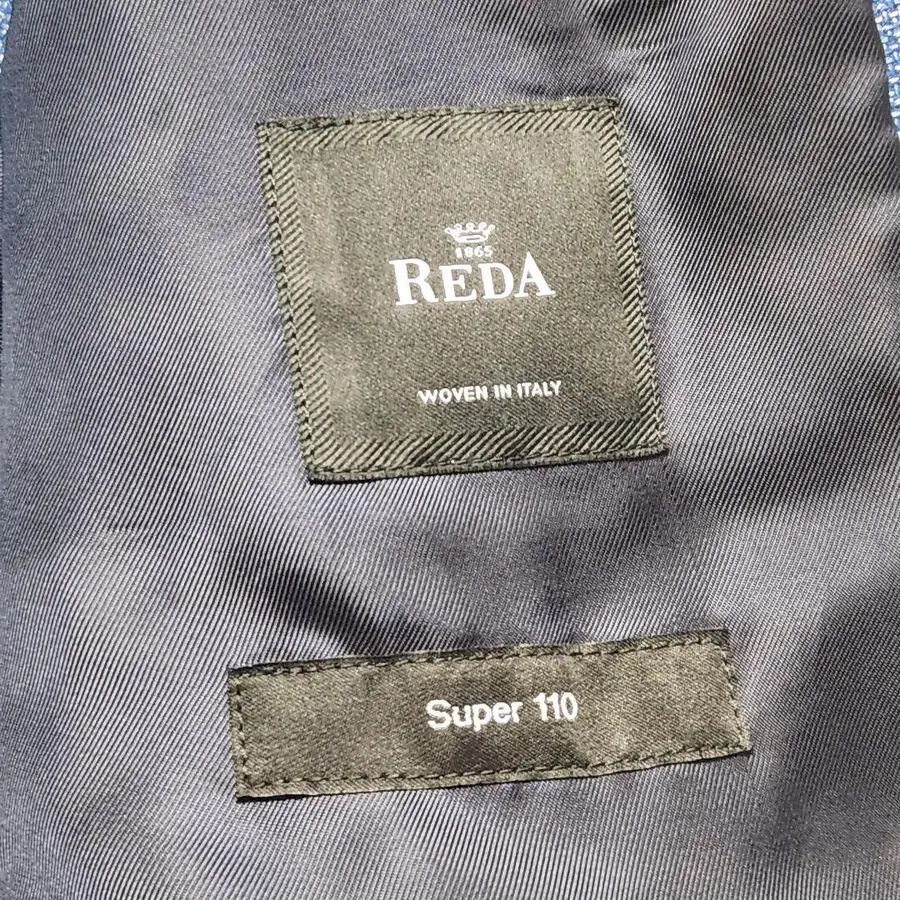 1865
REDA
WOVEN IN ITALY
Super 110